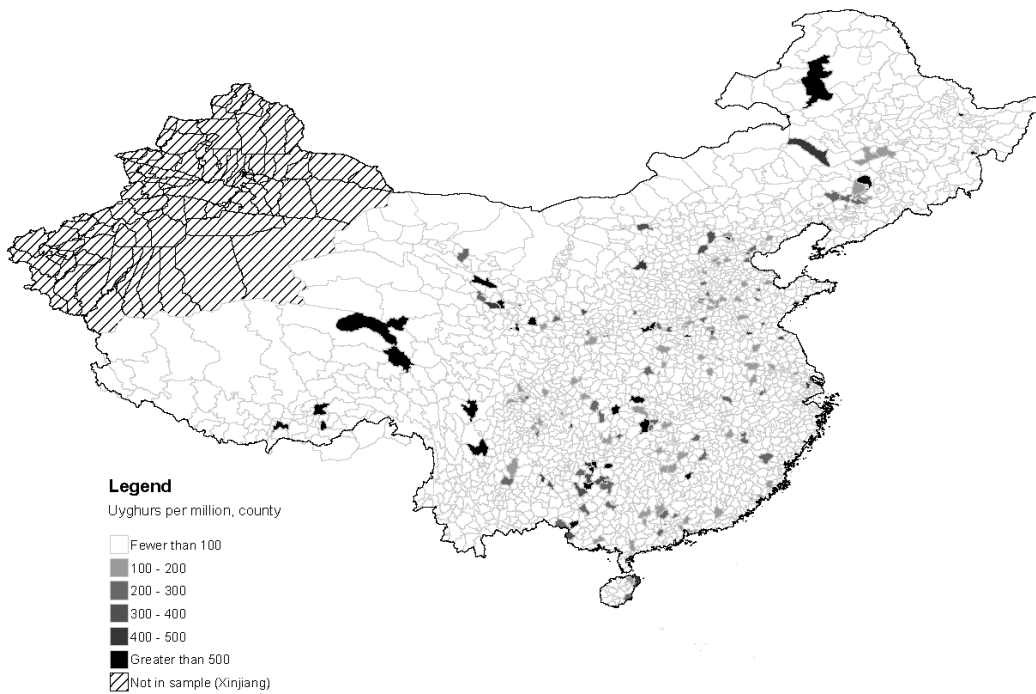 Legend
Uyghurs per million, county
Fewer than 100
100 - 200
200 - 300
300 - 400
400 - 500
Greater than 500
Not in sample (Xinjiang)